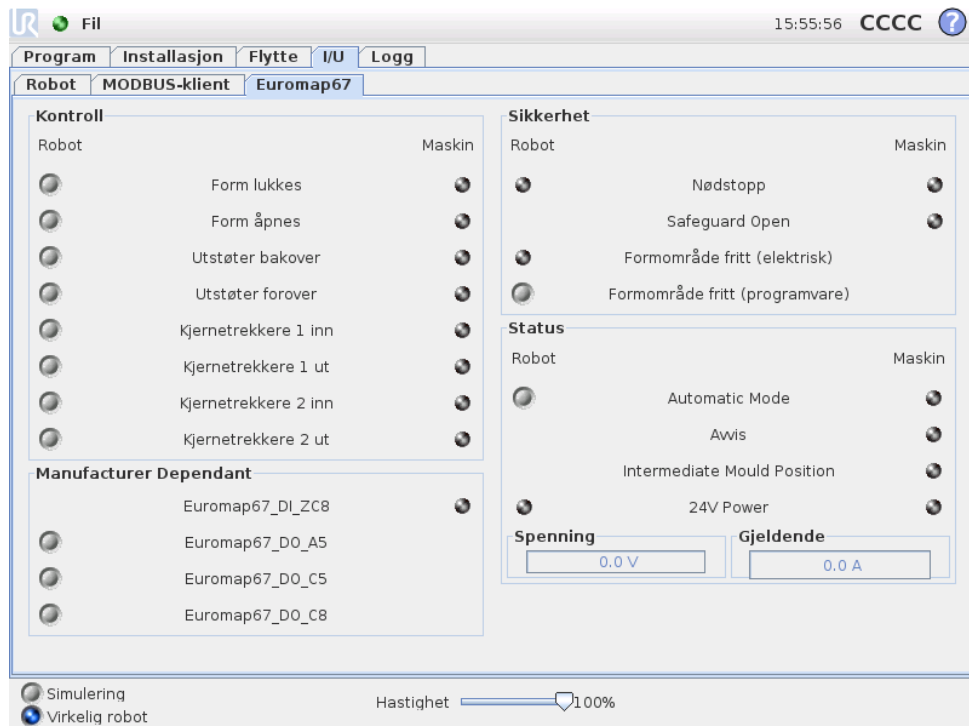 UR Fil 15:55:56 CCCC ?
Program Installasjon Flytte I/U Logg
Robot MODBUS-klient Euromap67
Kontroll
Robot Maskin
Form lukkes
Form åpnes
Utstøter bakover
Utstøter forover
Kjernetrekkere 1 inn
Kjernetrekkere 1 ut
Kjernetrekkere 2 inn
Kjernetrekkere 2 ut
Manufacturer Dependant
Euromap67_DI_ZC8
Euromap67_DO_A5
Euromap67_DO_C5
Euromap67_DO_C8
Sikkerhet
Robot Maskin
Nødstopp
Safeguard Open
Formområde fritt (elektrisk)
Formområde fritt (programvare)
Status
Robot Maskin
Automatic Mode
Avvis
Intermediate Mould Position
24V Power
Spenning Gjeldende
0.0 V 0.0 A
Simulering
Virkelig robot
Hastighet 100%